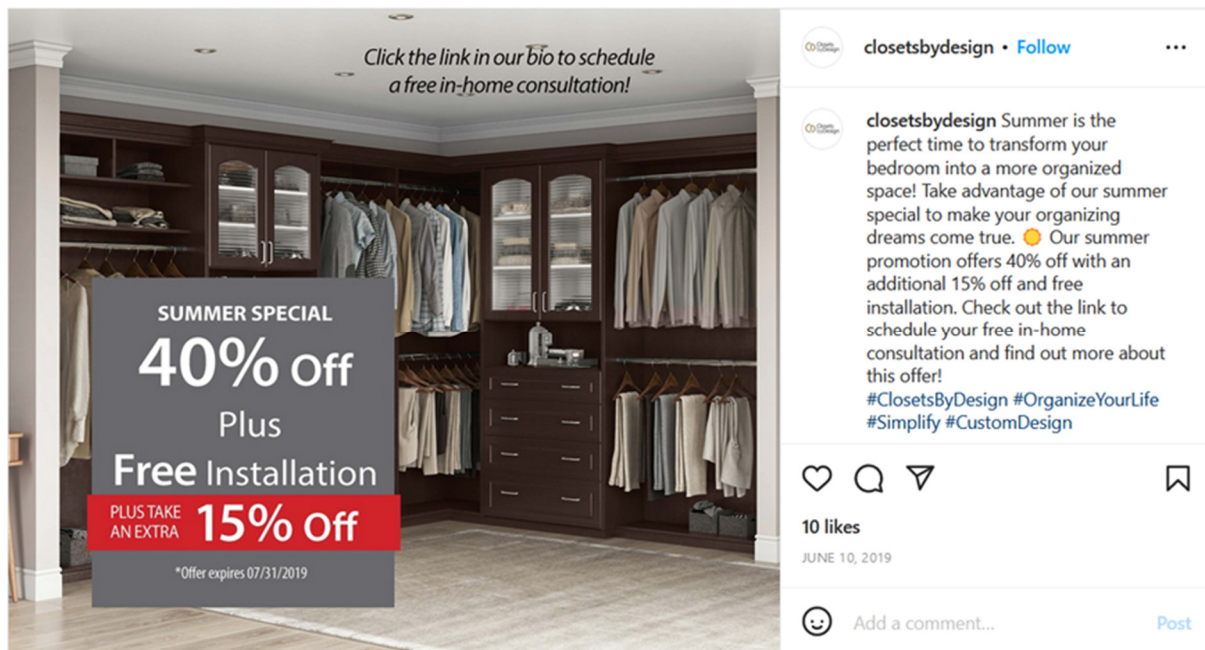 Click the link in our bio to schedule
a free in-home consultation!
SUMMER SPECIAL
40% Off
Plus
Free Installation
PLUS TAKE
AN EXTRA
15% Off
*Offer expires 07/31/2019
closetsbydesign • Follow
closetsbydesign Summer is the
perfect time to transform your
bedroom into a more organized
space! Take advantage of our summer
special to make your organizing
dreams come true. ☀️ Our summer
promotion offers 40% off with an
additional 15% off and free
installation. Check out the link to
schedule your free in-home
consultation and find out more about
this offer!
#ClosetsByDesign #OrganizeYourLife
#Simplify #CustomDesign
10 likes
JUNE 10, 2019
Add a comment...
Post